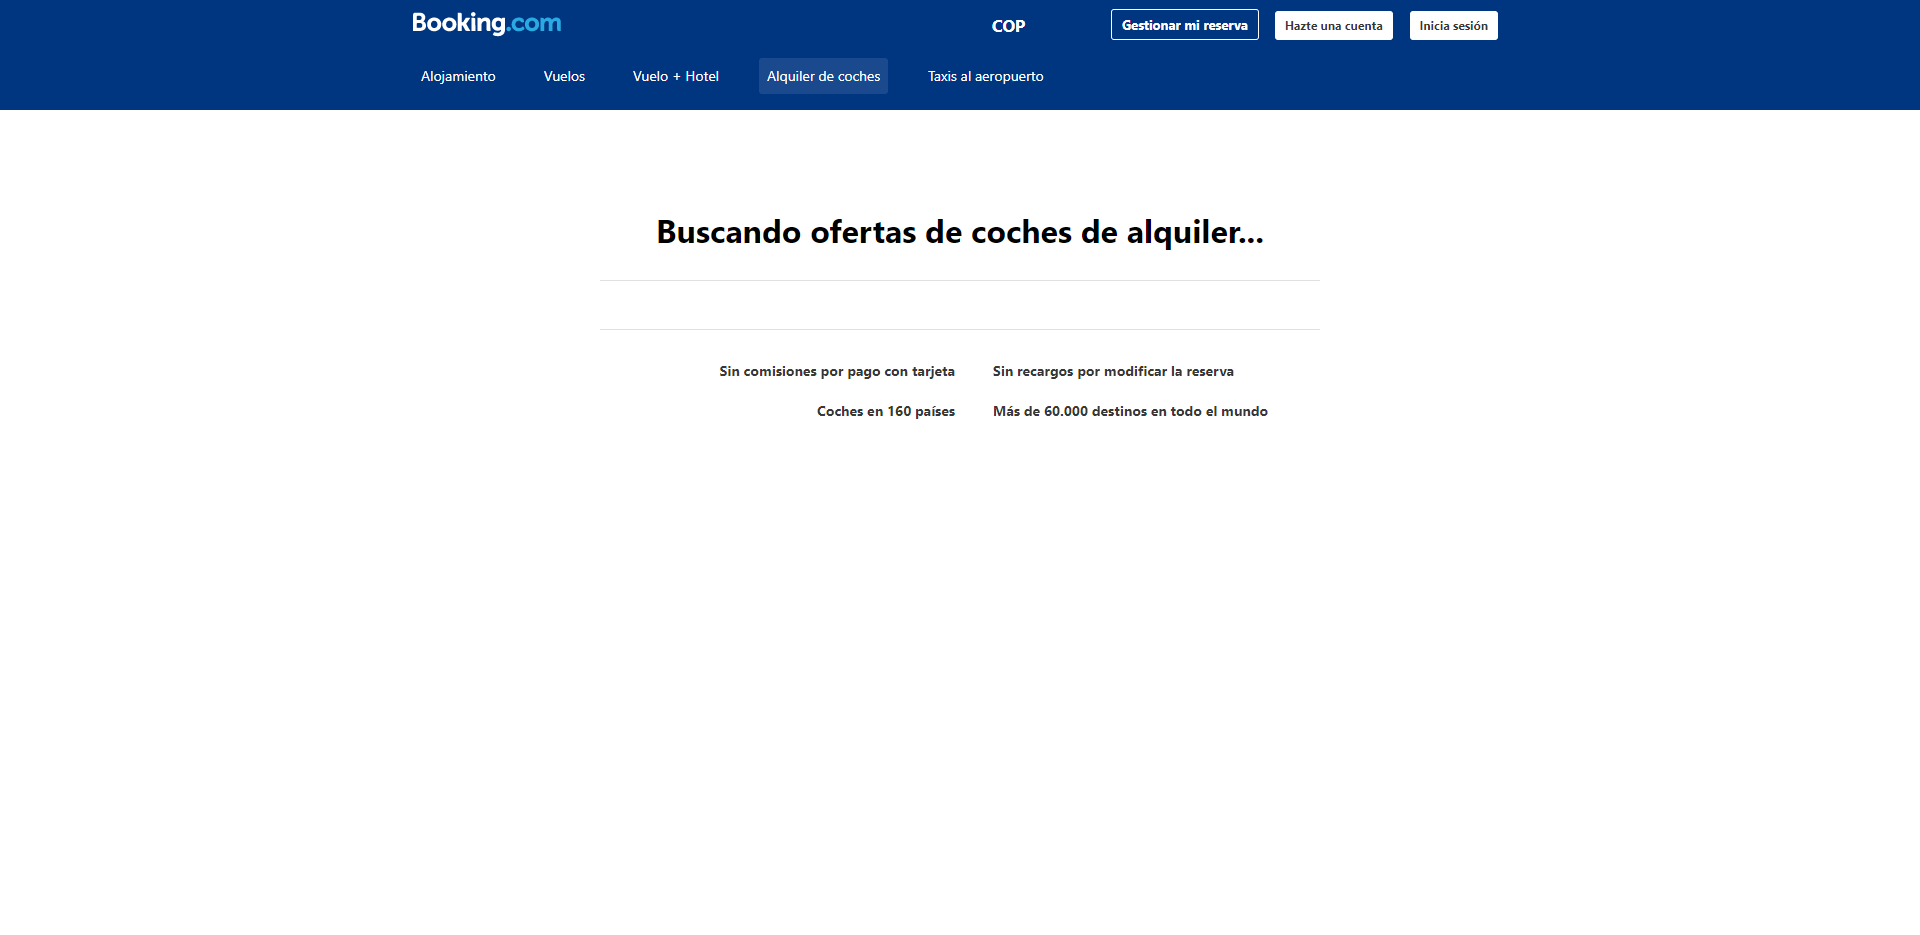 Booking.com
COP
Gestionar mi reserva
Hazte una cuenta
Inicia sesión
Alojamiento
Vuelos
Vuelo + Hotel
Alquiler de coches
Taxis al aeropuerto
Buscando ofertas de coches de alquiler...
Sin comisiones por pago con tarjeta
Sin recargos por modificar la reserva
Coches en 160 países
Más de 60.000 destinos en todo el mundo